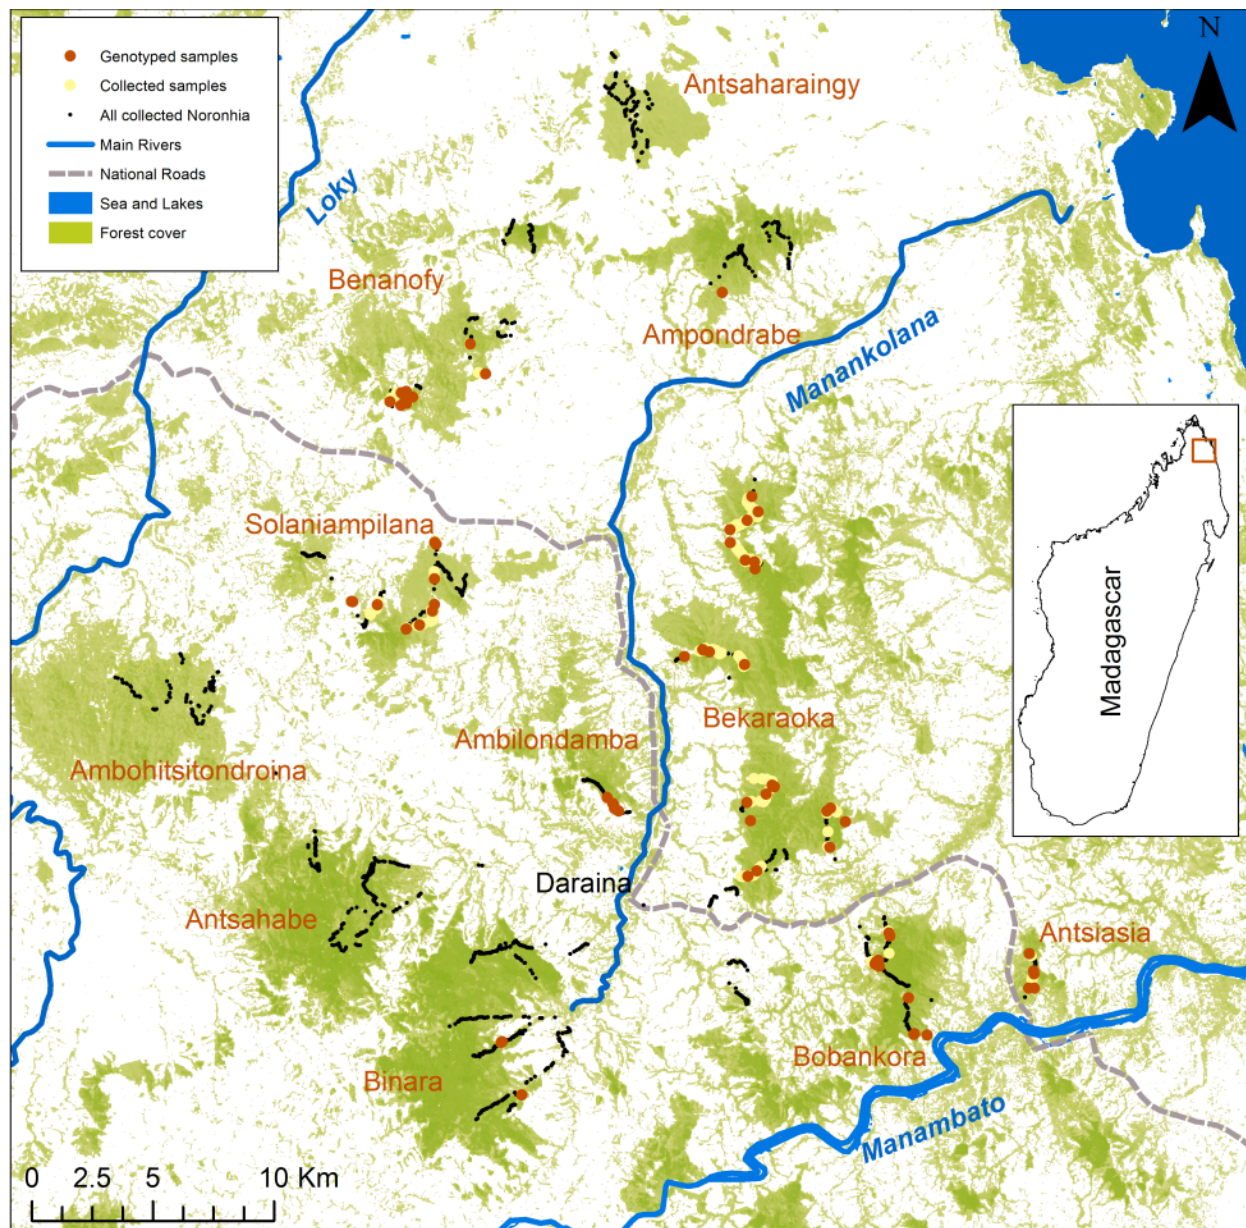 Genotyped samples
Collected samples
All collected Noronhia
Main Rivers
National Roads
Sea and Lakes
Forest cover
N
Antsaharaingy
Loky
Benanofy
Ampondrabe
Manankolana
Solaniampilana
Madagascar
Bekaraoka
Ambilondamba
Ambohitsitondroina
Daraina
Antsahabe
Antsiasia
Bobankora
Binara
Manambato
0 2.5 5 10 Km